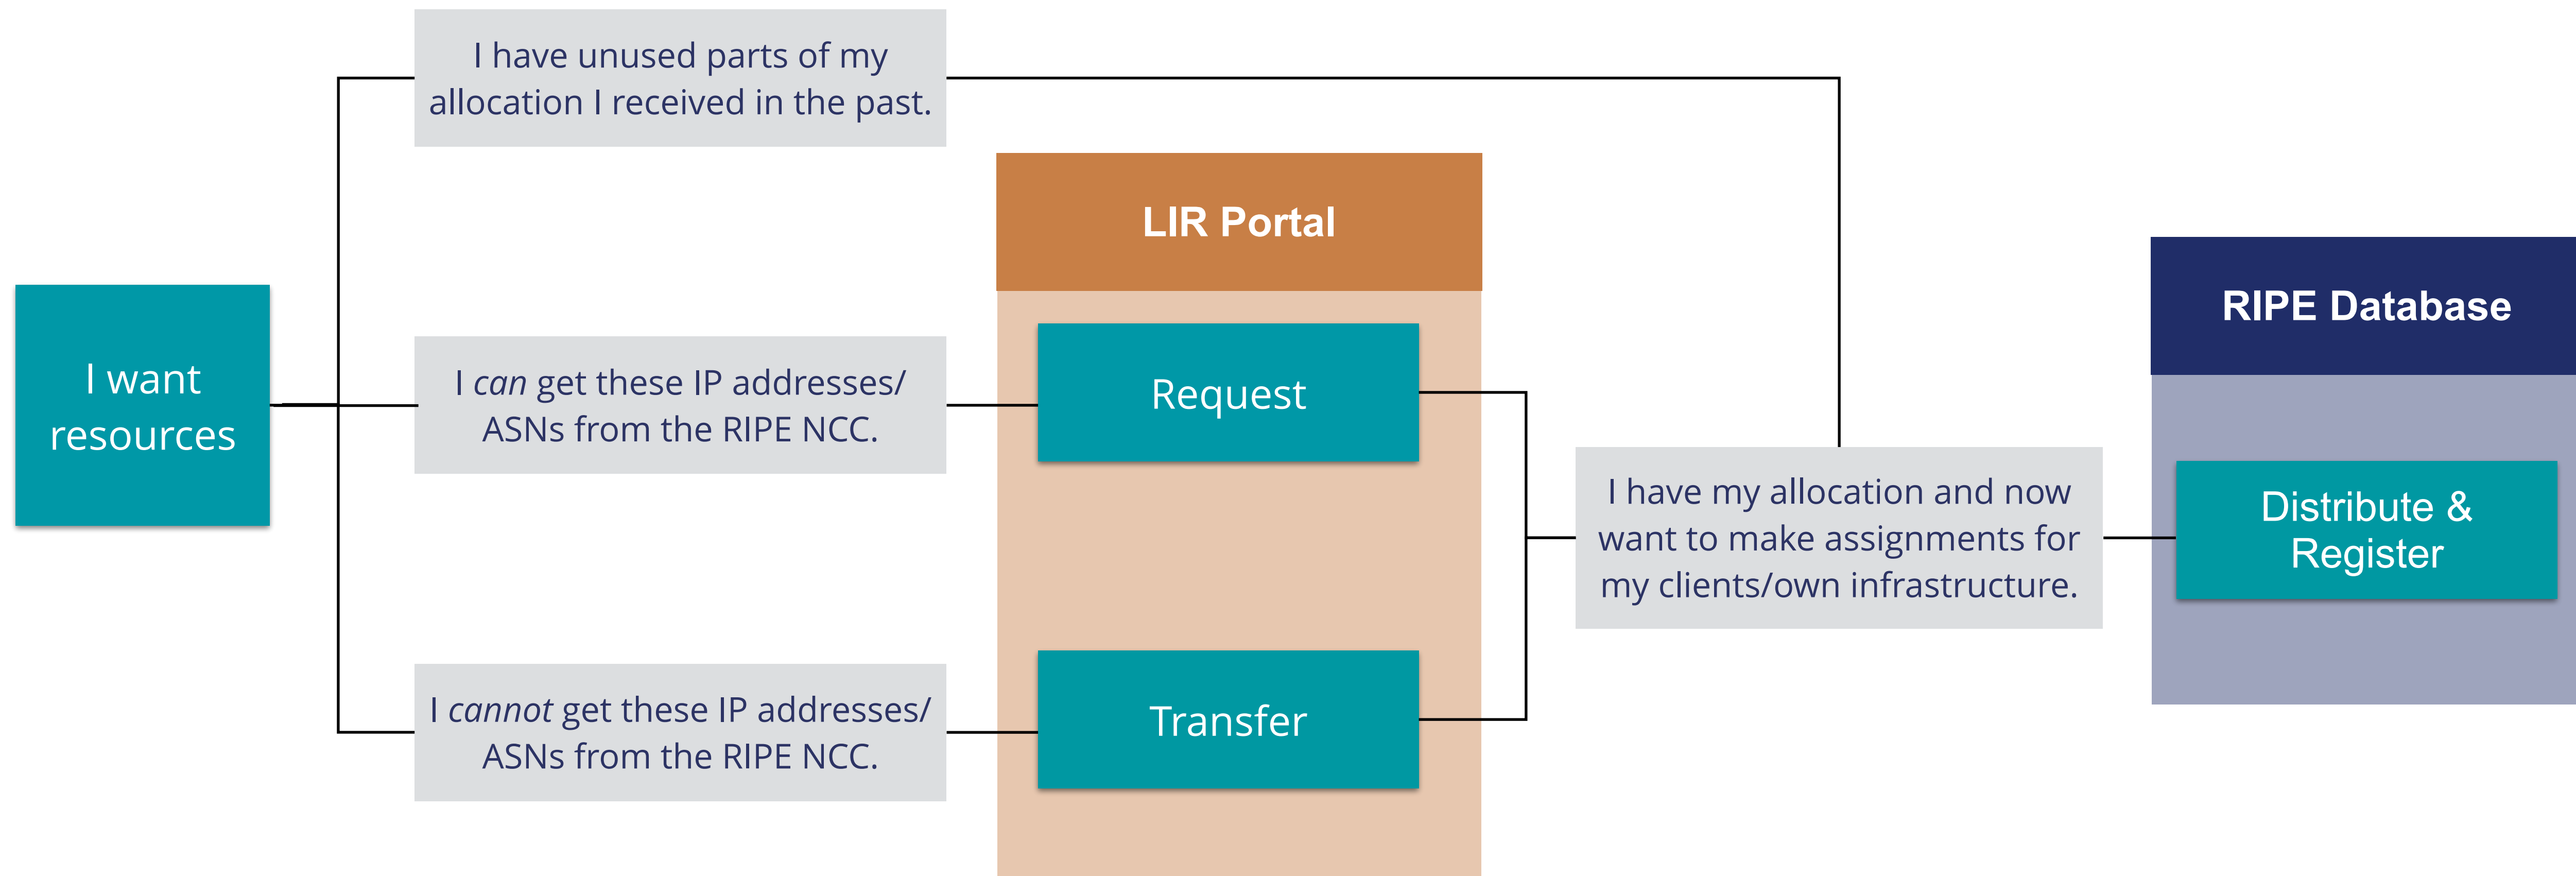 I have unused parts of my
allocation I received in the past.
LIR Portal
RIPE Database
I want
resources
I can get these IP addresses/
ASNs from the RIPE NCC.
Request
I have my allocation and now
want to make assignments for
my clients/own infrastructure.
Distribute &
Register
I cannot get these IP addresses/
ASNs from the RIPE NCC.
Transfer